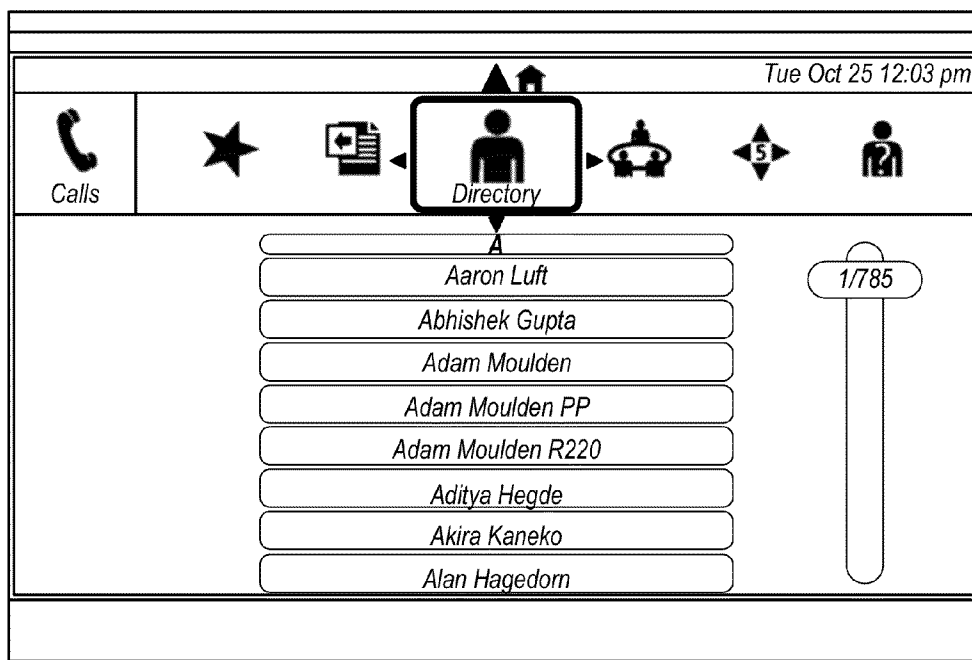 Tue Oct 25 12:03 pm
Calls
S
Directory
?
A
Aaron Luft
1/785
Abhishek Gupta
Adam Moulden
Adam Moulden PP
Adam Moulden R220
Aditya Hegde
Akira Kaneko
Alan Hagedorn